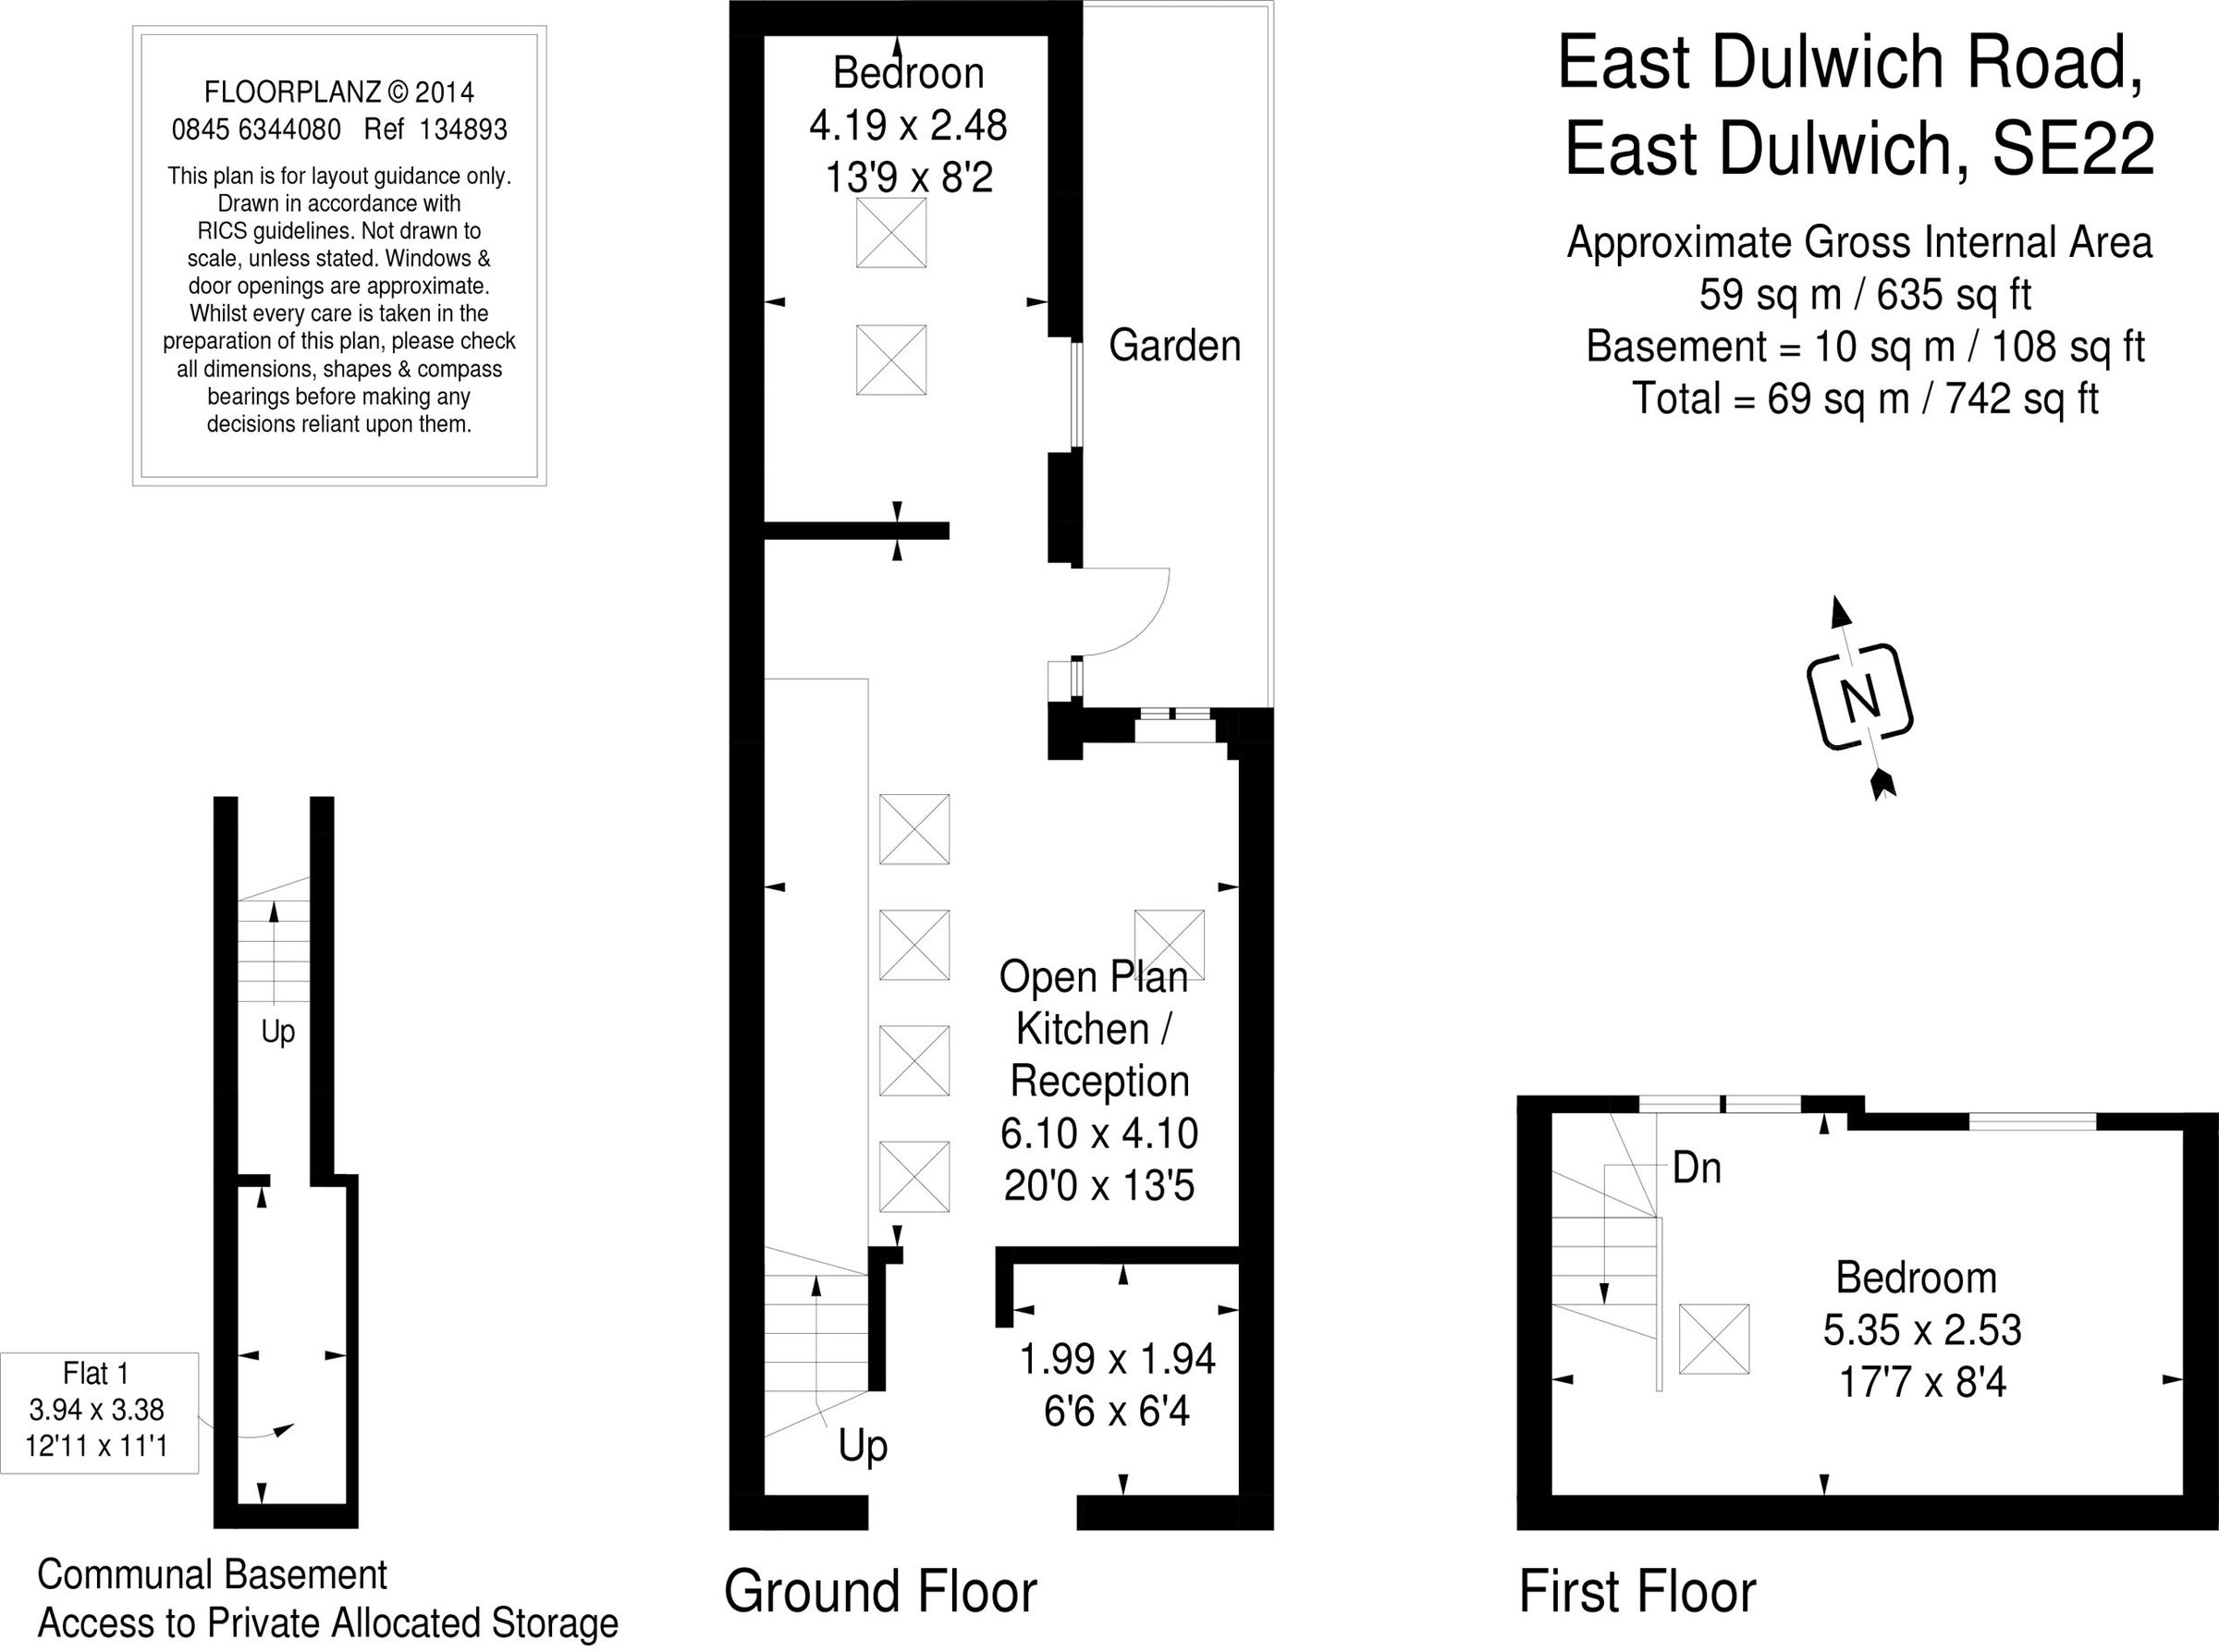 FLOORPLANZ © 2014
0845 6344080 Ref 134893
This plan is for layout guidance only.
Drawn in accordance with
RICS guidelines. Not drawn to
scale, unless stated. Windows &
door openings are approximate.
Whilst every care is taken in the
preparation of this plan, please check
all dimensions, shapes & compass
bearings before making any
decisions reliant upon them.
East Dulwich Road,
East Dulwich, SE22
Approximate Gross Internal Area
59 sq m / 635 sq ft
Basement = 10 sq m / 108 sq ft
Total = 69 sq m / 742 sq ft
N
Up
Flat 1
3.94 x 3.38
12'11 x 11'1
Communal Basement
Access to Private Allocated Storage
Bedroon
4.19 x 2.48
13'9 x 8'2
Garden
Open Plan
Kitchen /
Reception
6.10 x 4.10
20'0 x 13'5
1.99 x 1.94
6'6 x 6'4
Up
Ground Floor
Dn
Bedroom
5.35 x 2.53
17'7 x 8'4
First Floor